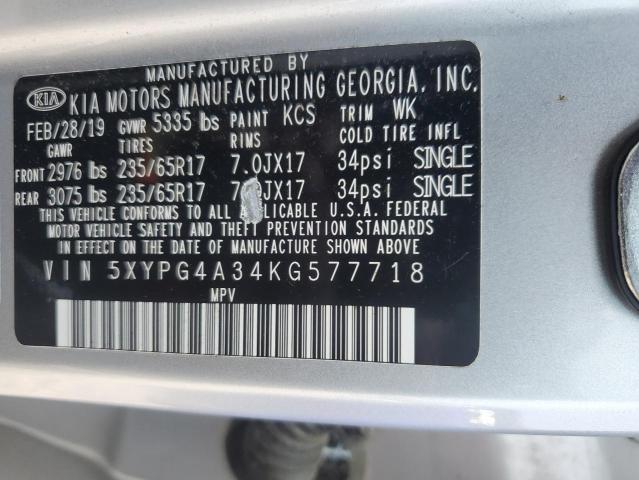 MANUFACTURED BY
KIA KIA MOTORS MANUFACTURING GEORGIA, INC.
FEB/28/19 GVWR 5335 lbs PAINT KCS TRIM WK
GAWR TIRES RIMS COLD TIRE INFL
FRONT 2976 lbs 235/65R17 7.0JX17 34psi SINGLE
REAR 3075 lbs 235/65R17 7.0JX17 34psi SINGLE
THIS VEHICLE CONFORMS TO ALL APPLICABLE U.S.A. FEDERAL
MOTOR VEHICLE SAFETY AND THEFT PREVENTION STANDARDS
IN EFFECT ON THE DATE OF MANUFACTURE SHOWN ABOVE.
VIN 5XYPG4A34KG577718
MPV